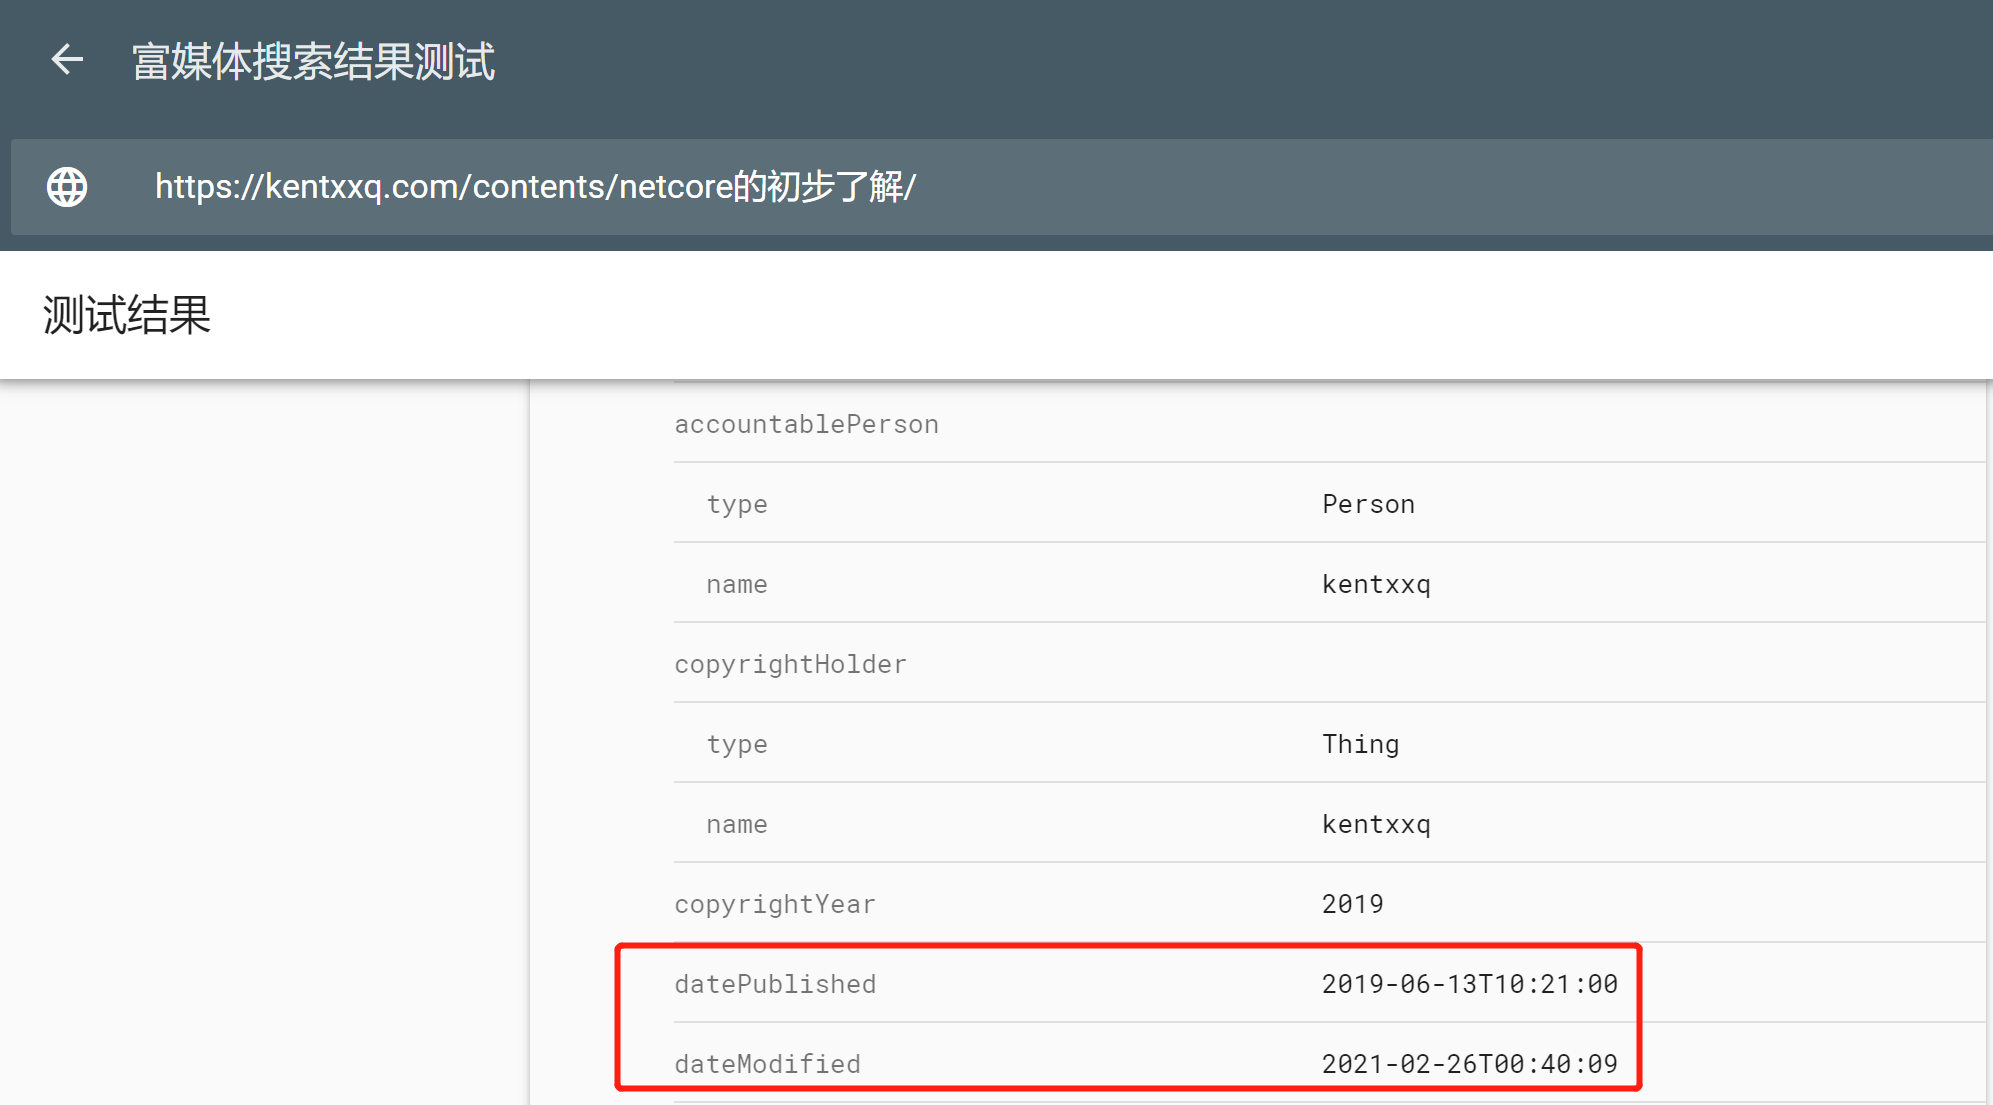 富媒体搜索结果测试
https://kentxxq.com/contents/netcore的初步了解/
测试结果
accountablePerson
type Person
name kentxxq
copyrightHolder
type Thing
name kentxxq
copyrightYear 2019
datePublished 2019-06-13T10:21:00
dateModified 2021-02-26T00:40:09